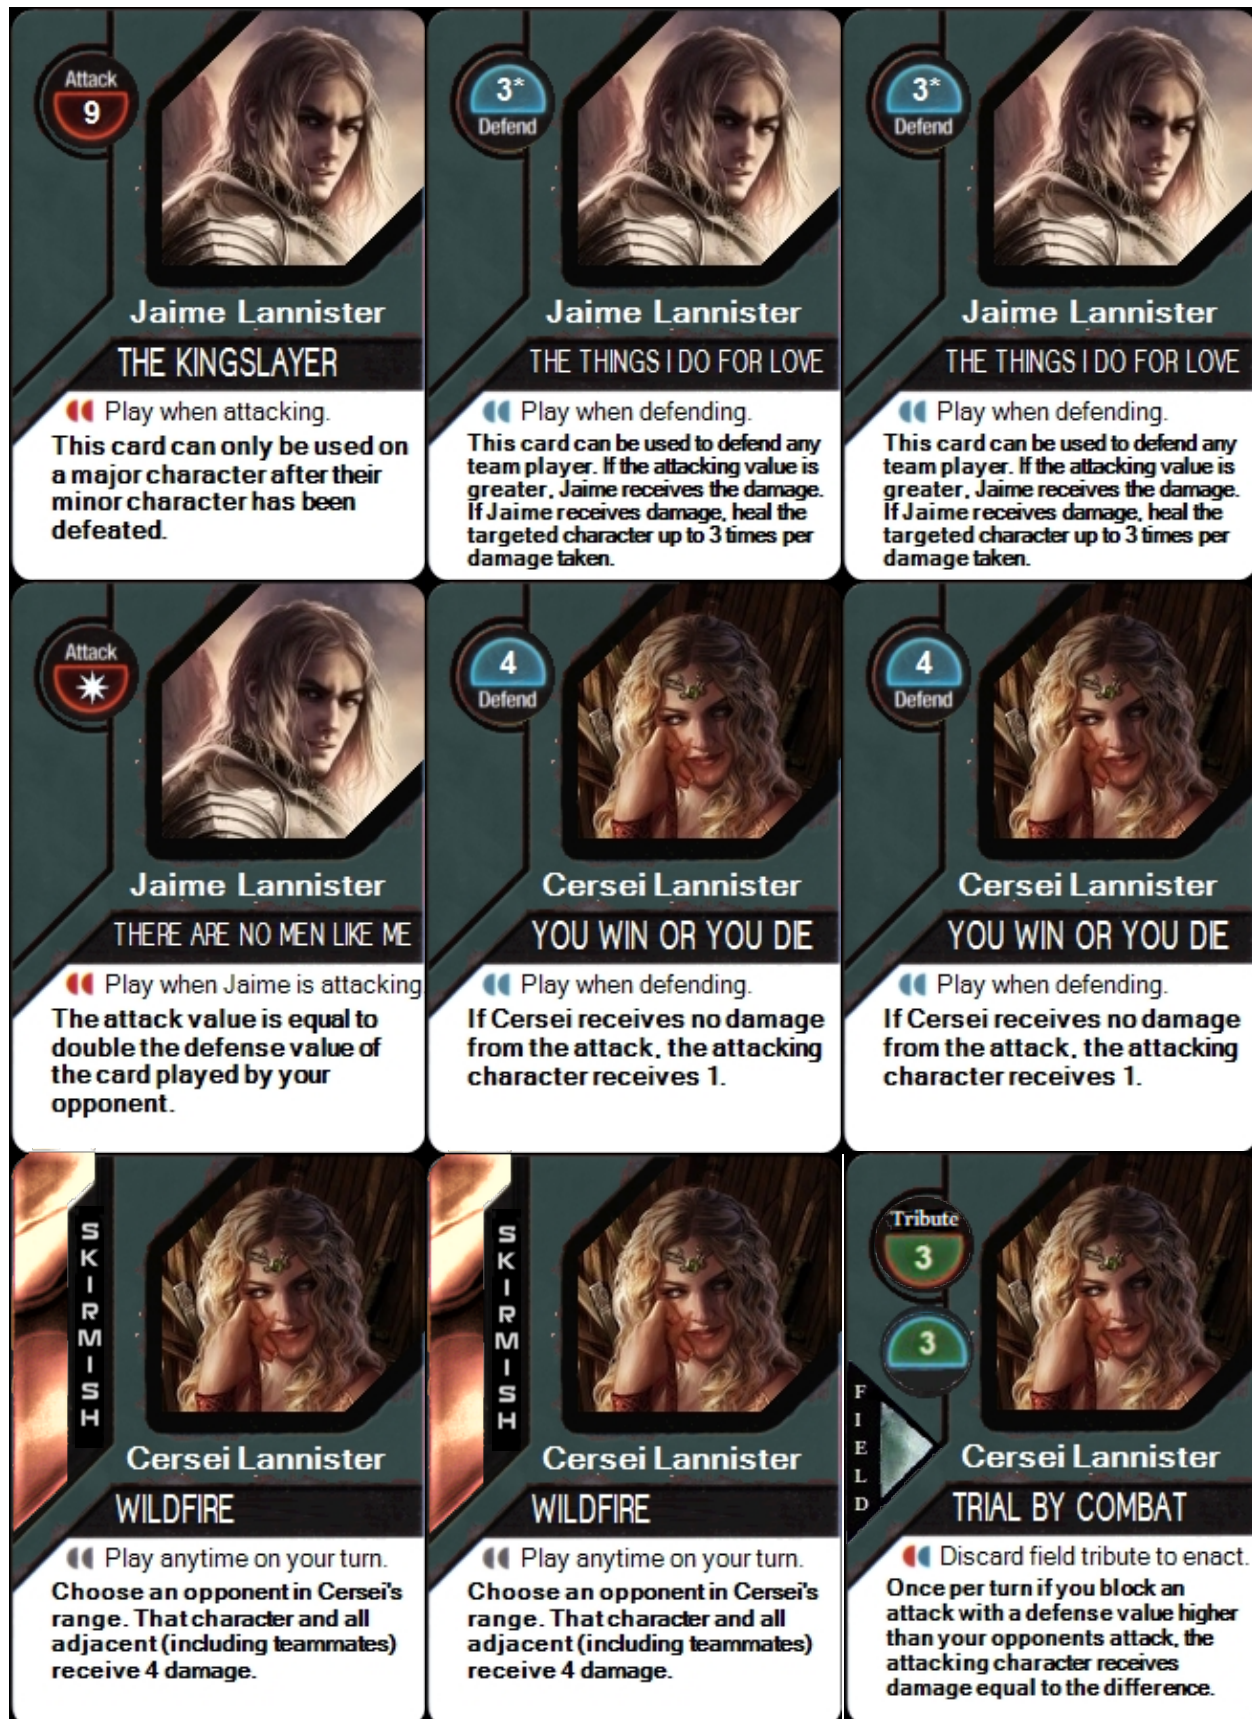 Attack
9
Jaime Lannister
THE KINGSLAYER
Play when attacking.
This card can only be used on
a major character after their
minor character has been
defeated.
3*
Defend
Jaime Lannister
THE THINGS I DO FOR LOVE
Play when defending.
This card can be used to defend any
team player. If the attacking value is
greater, Jaime receives the damage.
If Jaime receives damage, heal the
targeted character up to 3 times per
damage taken.
3*
Defend
Jaime Lannister
THE THINGS I DO FOR LOVE
Play when defending.
This card can be used to defend any
team player. If the attacking value is
greater, Jaime receives the damage.
If Jaime receives damage, heal the
targeted character up to 3 times per
damage taken.
Attack
Jaime Lannister
THERE ARE NO MEN LIKE ME
Play when Jaime is attacking
The attack value is equal to
double the defense value of
the card played by your
opponent.
4
Defend
Cersei Lannister
YOU WIN OR YOU DIE
Play when defending.
If Cersei receives no damage
from the attack, the attacking
character receives 1.
4
Defend
Cersei Lannister
YOU WIN OR YOU DIE
Play when defending.
If Cersei receives no damage
from the attack, the attacking
character receives 1.
SKIRMISH
Cersei Lannister
WILDFIRE
Play anytime on your turn.
Choose an opponent in Cersei's
range. That character and all
adjacent (including teammates)
receive 4 damage.
SKIRMISH
Cersei Lannister
WILDFIRE
Play anytime on your turn.
Choose an opponent in Cersei's
range. That character and all
adjacent (including teammates)
receive 4 damage.
Tribute
3
3
FIELD
Cersei Lannister
TRIAL BY COMBAT
Discard field tribute to enact.
Once per turn if you block an
attack with a defense value higher
than your opponents attack, the
attacking character receives
damage equal to the difference.